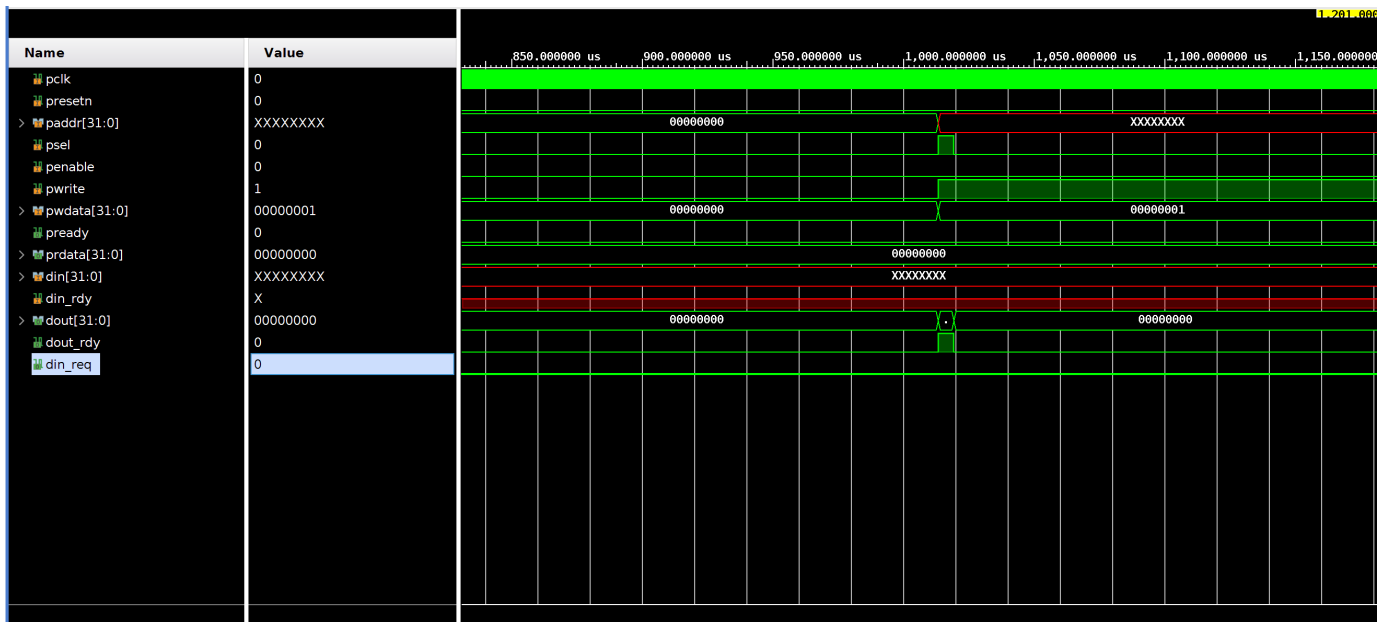 1,201.000
Name Value
850.000000 us 900.000000 us 950.000000 us 1,000.000000 us 1,050.000000 us 1,100.000000 us 1,150.000000
pclk 0
presetn 0
paddr[31:0] XXXXXXXX 00000000 XXXXXXXX
psel 0
penable 0
pwrite 1
pwdata[31:0] 00000001 00000000 00000001
pready 0
prdata[31:0] 00000000 00000000
din[31:0] XXXXXXXX XXXXXXXX
din_rdy X
dout[31:0] 00000000 00000000 . 00000000
dout_rdy 0
din_req 0